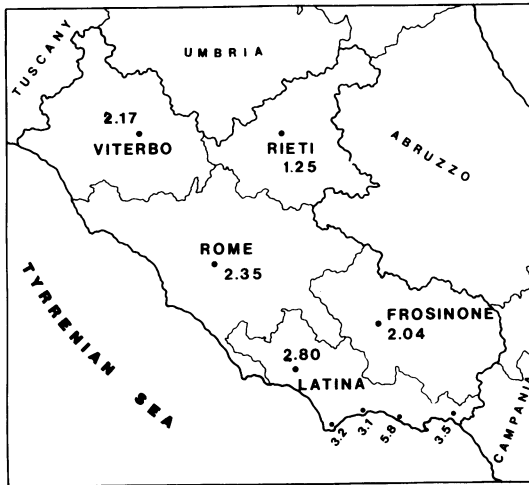 TUSCANY
UMBRIA
2.17
VITERBO
RIETI
1.25
ABRUZZO
ROME
2.35
TYRRENIAN SEA
FROSINONE
2.04
2.80
LATINA
3.2
3.1
5.8
3.5
CAMPANIA